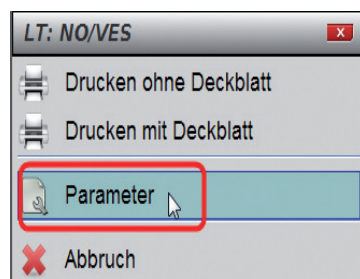 LT: NO/VES
Drucken ohne Deckblatt
Drucken mit Deckblatt
Parameter
Abbruch